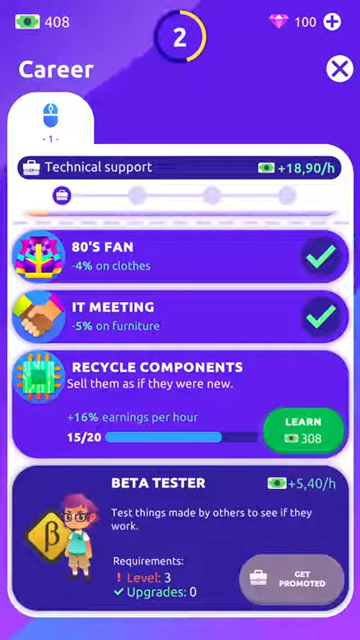 408
2
100
Career
- 1 -
Technical support
+18,90/h
80'S FAN
-4% on clothes
IT MEETING
-5% on furniture
RECYCLE COMPONENTS
Sell them as if they were new.
+16% earnings per hour
15/20
LEARN
308
BETA TESTER
+5,40/h
β
Test things made by others to see if they
work.
Requirements:
! Level: 3
✓ Upgrades: 0
GET
PROMOTED